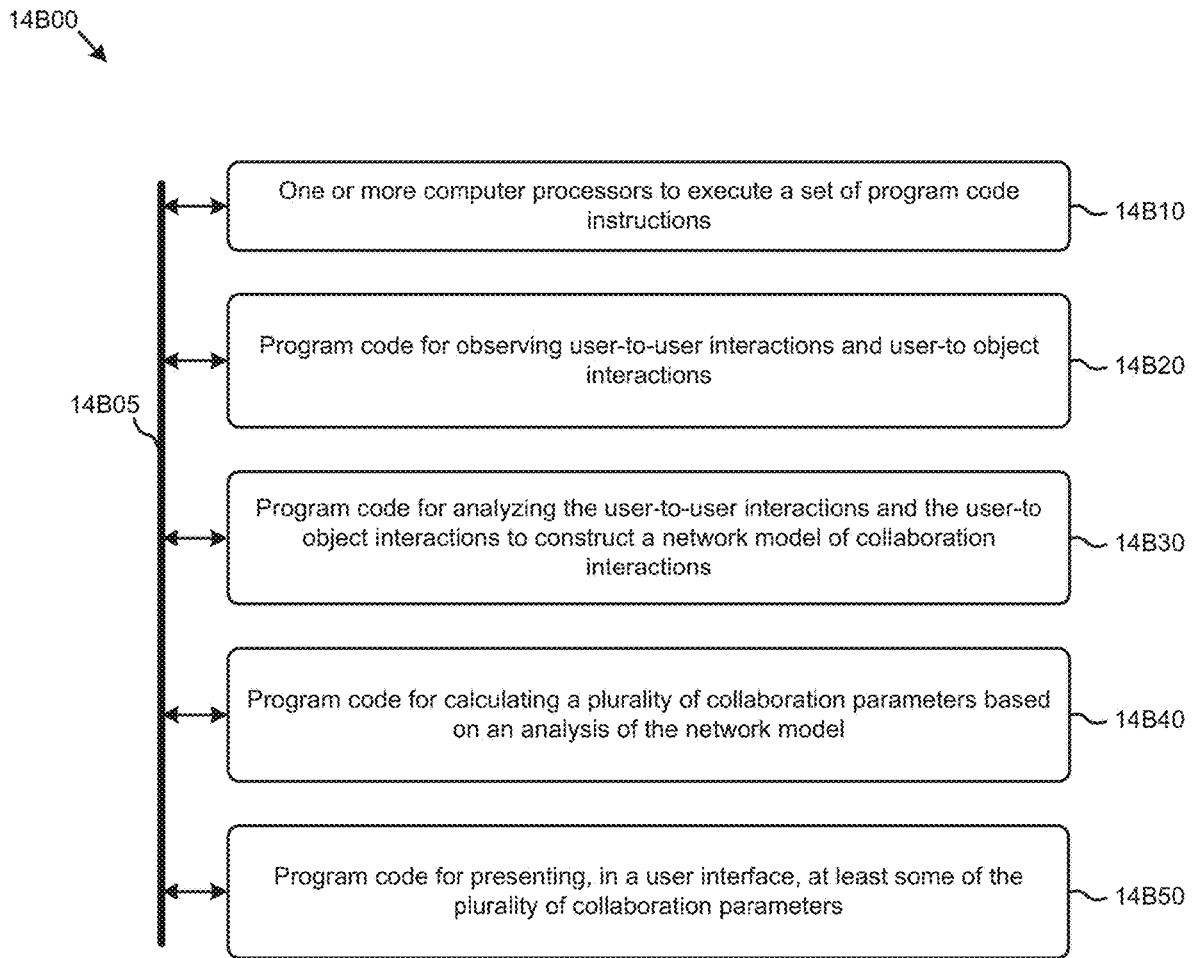 14B00
One or more computer processors to execute a set of program code
instructions
14B10
Program code for observing user-to-user interactions and user-to object
interactions
14B20
14B05
Program code for analyzing the user-to-user interactions and the user-to
object interactions to construct a network model of collaboration
interactions
14B30
Program code for calculating a plurality of collaboration parameters based
on an analysis of the network model
14B40
Program code for presenting, in a user interface, at least some of the
plurality of collaboration parameters
14B50